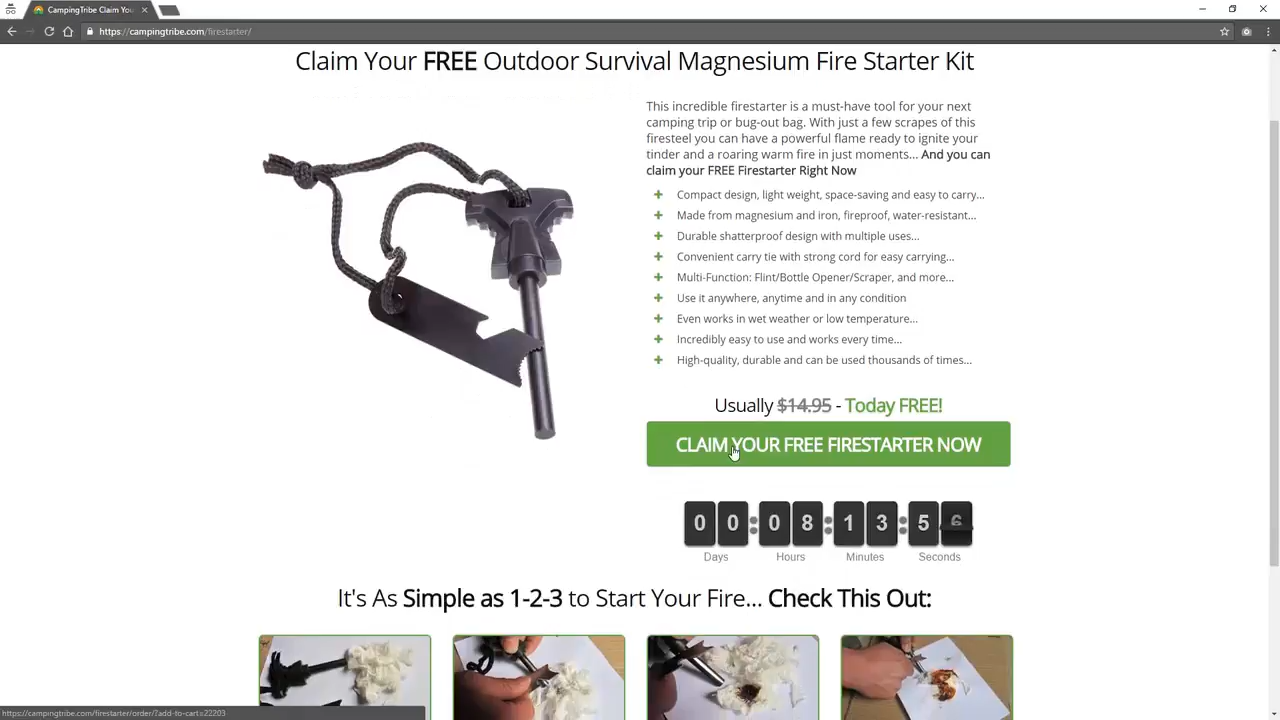 CampingTribe Claim You
https://campingtribe.com/firestarter/
Claim Your FREE Outdoor Survival Magnesium Fire Starter Kit
This incredible firestarter is a must-have tool for your next
camping trip or bug-out bag. With just a few scrapes of this
firesteel you can have a powerful flame ready to ignite your
tinder and a roaring warm fire in just moments... And you can
claim your FREE Firestarter Right Now
Compact design, light weight, space-saving and easy to carry...
Made from magnesium and iron, fireproof, water-resistant...
Durable shatterproof design with multiple uses...
Convenient carry tie with strong cord for easy carrying...
Multi-Function: Flint/Bottle Opener/Scraper, and more...
Use it anywhere, anytime and in any condition
Even works in wet weather or low temperature...
Incredibly easy to use and works every time...
High-quality, durable and can be used thousands of times...
Usually $14.95 - Today FREE!
CLAIM YOUR FREE FIRESTARTER NOW
0 0 : 0 8 : 1 3 : 5 6
Days Hours Minutes Seconds
It's As Simple as 1-2-3 to Start Your Fire... Check This Out:
https://campingtribe.com/firestarter/order/?add-to-cart=22203